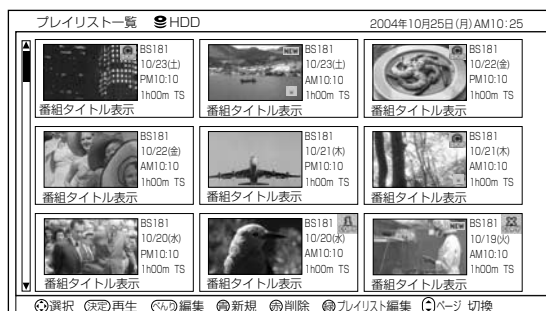 プレイリスト一覧 HDD 2004年10月25日(月)AM10:25
BS181
10/23(土)
PM10:10
1h00m TS
番組タイトル表示
NEW
BS181
10/23(土)
AM10:10
1h00m TS
番組タイトル表示
BS181
10/22(金)
PM10:10
1h00m TS
番組タイトル表示
BS181
10/22(金)
AM10:10
1h00m TS
番組タイトル表示
BS181
10/21(木)
PM10:10
1h00m TS
番組タイトル表示
BS181
10/21(木)
AM10:10
1h00m TS
番組タイトル表示
BS181
10/20(水)
PM10:10
1h00m TS
番組タイトル表示
BS181
10/20(水)
AM10:10
1h00m TS
番組タイトル表示
NEW
BS181
10/19(火)
AM10:10
1h00m TS
番組タイトル表示
選択 決定再生 べんり編集 青新規 赤削除 緑プレイリスト編集 ページ 切換